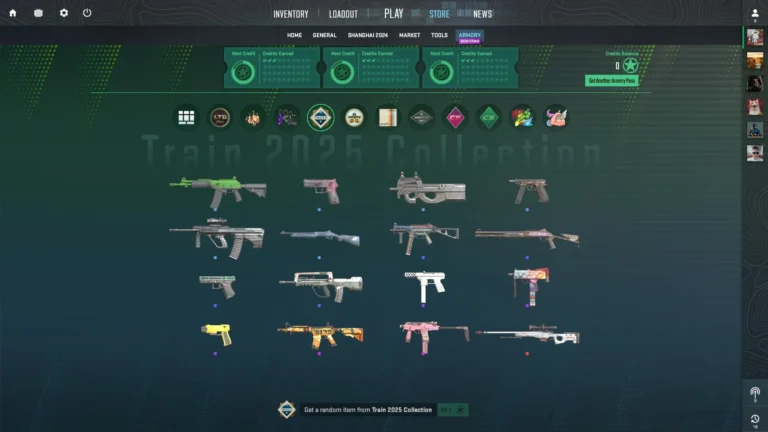 INVENTORY LOADOUT PLAY STORE NEWS
HOME GENERAL SHANGHAI 2024 MARKET TOOLS ARMORY
Next Credit Credits Earned Next Credit Credits Earned Next Credit Credits Earned
Credits Balance
0
Get Another Armory Pass
Train 2025 Collection
Get a random item from Train 2025 Collection